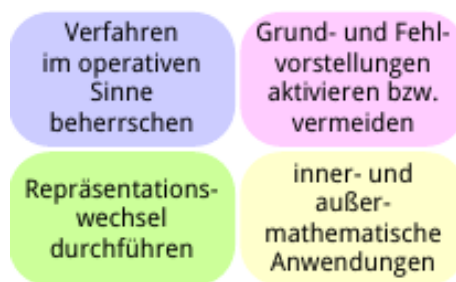 Verfahren
im operativen
Sinne
beherrschen
Grund- und Fehl-
vorstellungen
aktivieren bzw.
vermeiden
Repräsentations-
wechsel
durchführen
inner- und
außer-
mathematische
Anwendungen